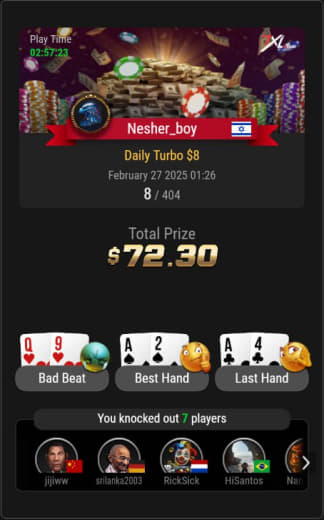 Play Time
02:57:23
XL
Nesher_boy
Daily Turbo $8
February 27 2025 01:26
8 / 404
Total Prize
$72.30
Q 9 A 2 A 4
Bad Beat Best Hand Last Hand
You knocked out 7 players
jijiww srilanka2003 RickSick HiSantos Nan